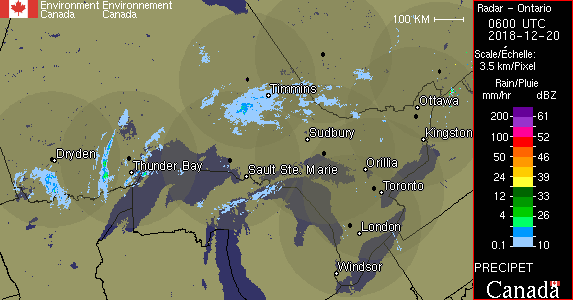 Environment Environnement
Canada Canada
100 KM
Timmins
Ottawa
Sudbury
Kingston
Dryden
Thunder Bay
Sault Ste. Marie
Orillia
Toronto
London
Windsor
Radar - Ontario
0600 UTC
2018-12-20
Scale/Échelle:
3.5 km/Pixel
Rain/Pluie
mm/hr dBZ
200 61
100 57
50 52
50 46
24 39
12 33
4 26
1 20
0.1 10
PRECIPET
Canada